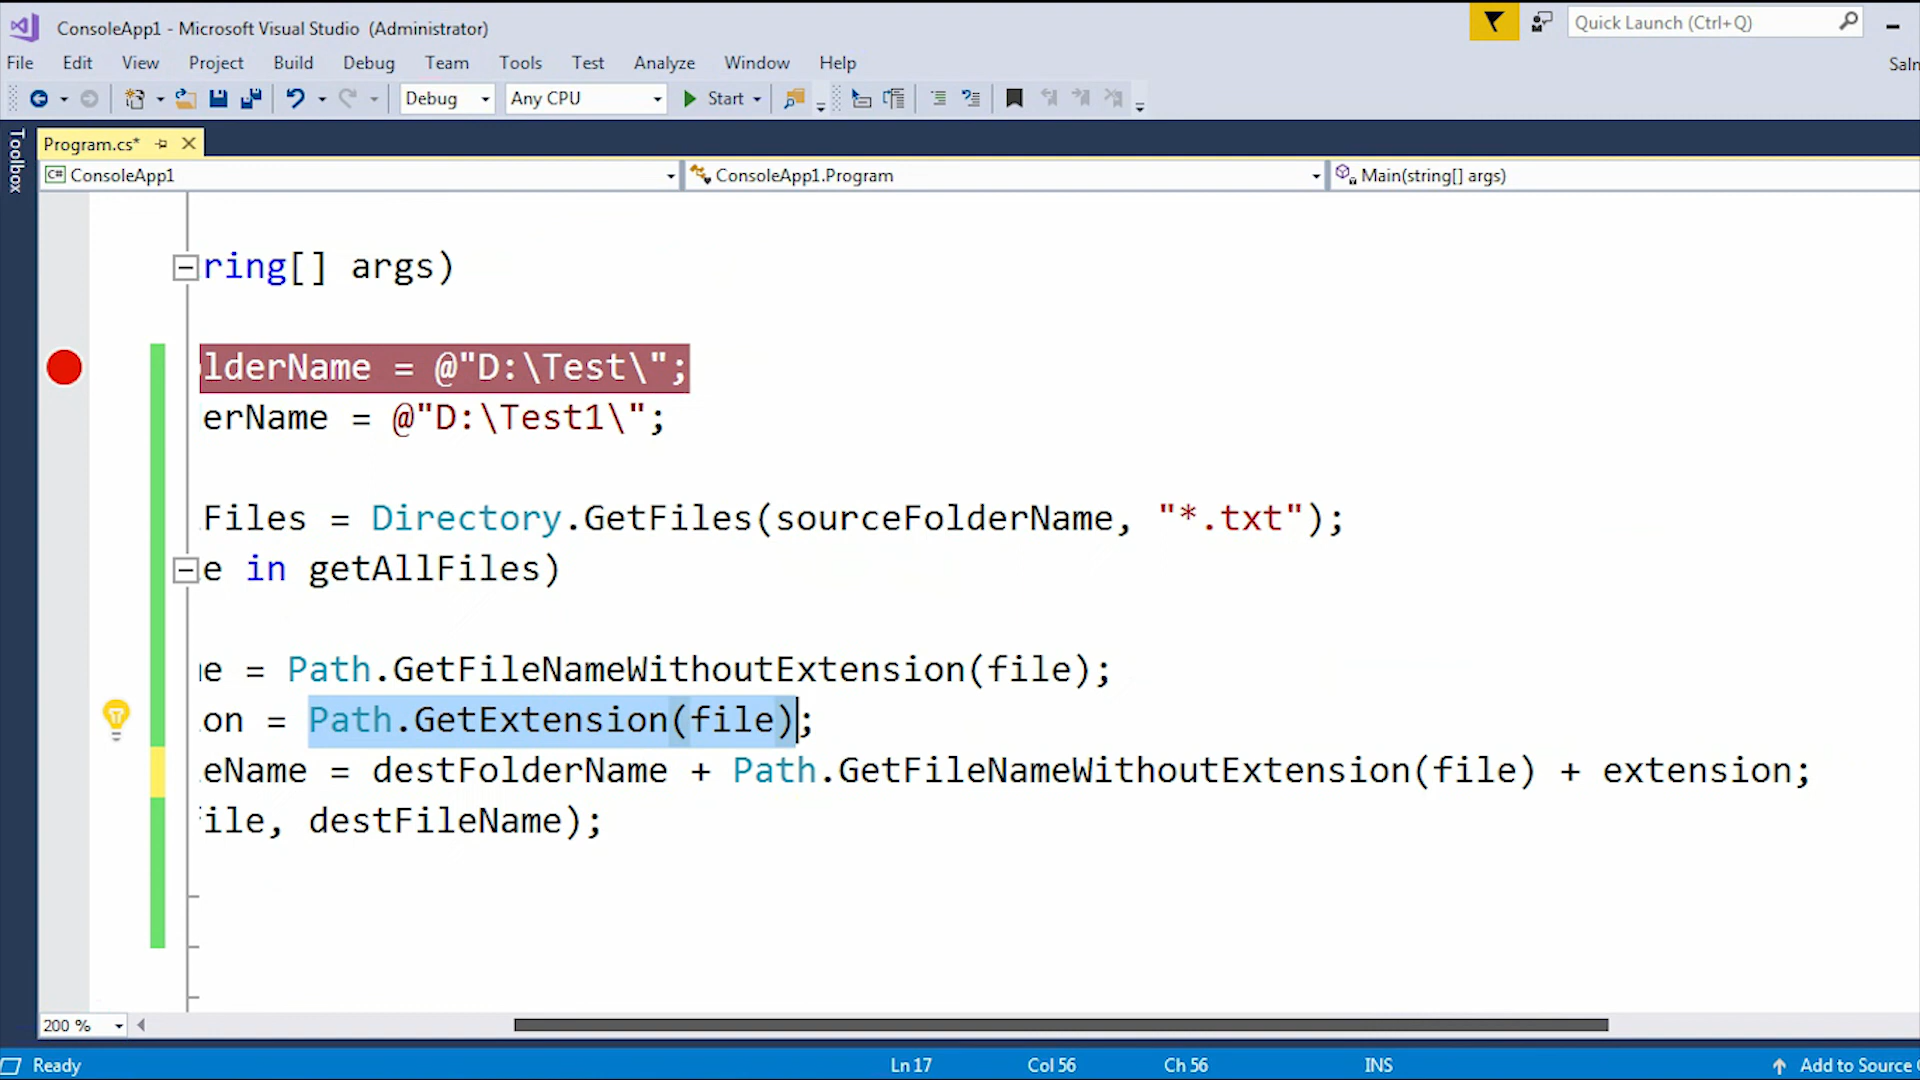 ConsoleApp1 - Microsoft Visual Studio (Administrator)
Quick Launch (Ctrl+Q)
File Edit View Project Build Debug Team Tools Test Analyze Window Help
Saln
Debug Any CPU Start
Toolbox
Program.cs*
C# ConsoleApp1 ConsoleApp1.Program Main(string[] args)
ring[] args)
lderName = @"D:\Test\";
erName = @"D:\Test1\";
Files = Directory.GetFiles(sourceFolderName, "*.txt");
e in getAllFiles)
e = Path.GetFileNameWithoutExtension(file);
on = Path.GetExtension(file);
eName = destFolderName + Path.GetFileNameWithoutExtension(file) + extension;
ile, destFileName);
200 %
Ready Ln 17 Col 56 Ch 56 INS Add to Source